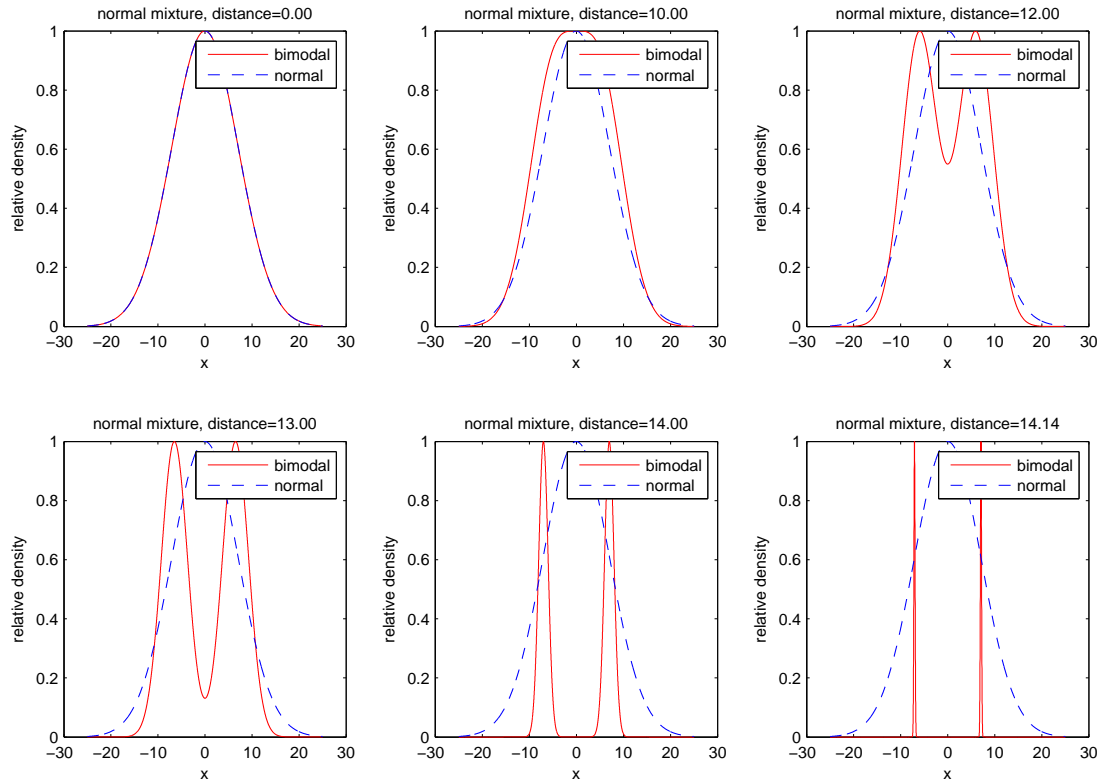 normal mixture, distance=0.00
1
0.8
0.6
0.4
0.2
0
relative density
−30 −20 −10 0 10 20 30
x
bimodal
normal
normal mixture, distance=10.00
1
0.8
0.6
0.4
0.2
0
relative density
−30 −20 −10 0 10 20 30
x
bimodal
normal
normal mixture, distance=12.00
1
0.8
0.6
0.4
0.2
0
relative density
−30 −20 −10 0 10 20 30
x
bimodal
normal
normal mixture, distance=13.00
1
0.8
0.6
0.4
0.2
0
relative density
−30 −20 −10 0 10 20 30
x
bimodal
normal
normal mixture, distance=14.00
1
0.8
0.6
0.4
0.2
0
relative density
−30 −20 −10 0 10 20 30
x
bimodal
normal
normal mixture, distance=14.14
1
0.8
0.6
0.4
0.2
0
relative density
−30 −20 −10 0 10 20 30
x
bimodal
normal